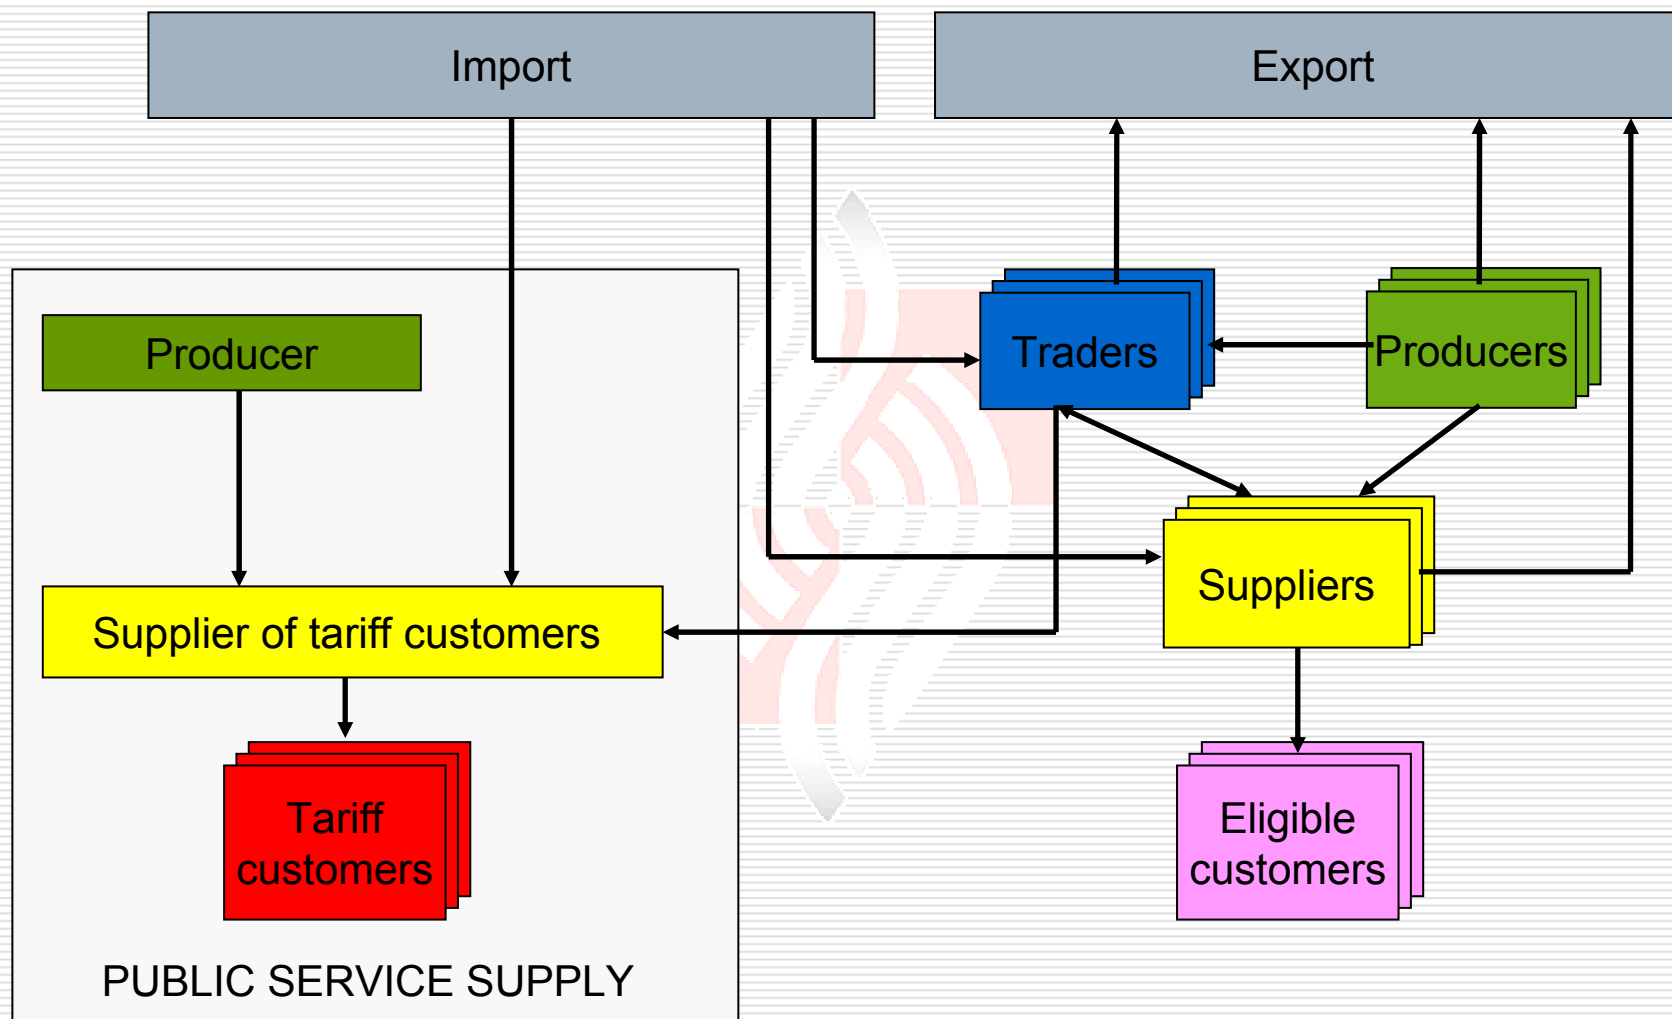 Import
Export
Producer
Traders
Producers
Supplier of tariff customers
Suppliers
Tariff
customers
Eligible
customers
PUBLIC SERVICE SUPPLY